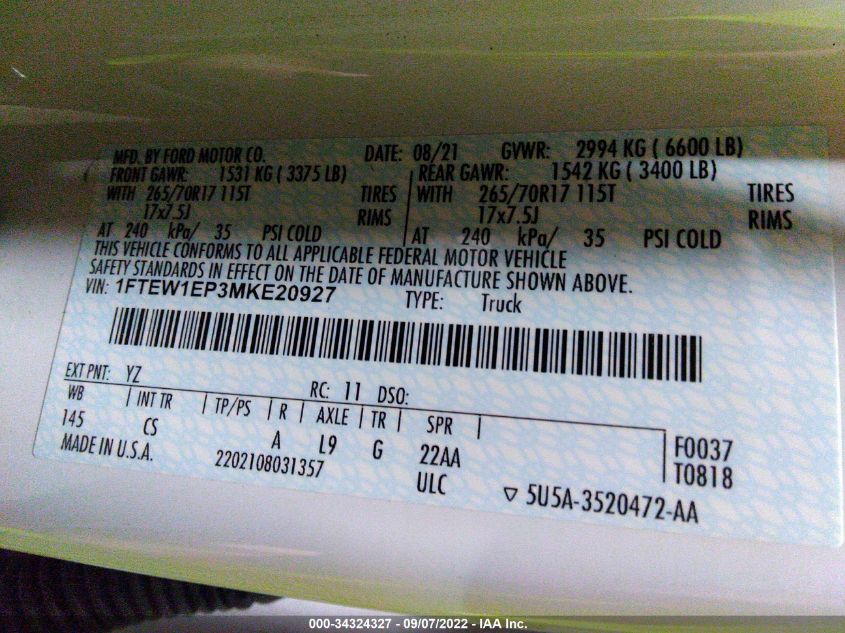 MFD. BY FORD MOTOR CO. DATE: 08/21 GVWR: 2994 KG ( 6600 LB)
FRONT GAWR: 1531 KG ( 3375 LB) REAR GAWR: 1542 KG ( 3400 LB)
WITH 265/70R17 115T TIRES WITH 265/70R17 115T TIRES
17x7.5J RIMS 17x7.5J RIMS
AT 240 kPa/ 35 PSI COLD AT 240 kPa/ 35 PSI COLD
THIS VEHICLE CONFORMS TO ALL APPLICABLE FEDERAL MOTOR VEHICLE
SAFETY STANDARDS IN EFFECT ON THE DATE OF MANUFACTURE SHOWN ABOVE.
VIN: 1FTEW1EP3MKE20927 TYPE: Truck
EXT PNT: YZ RC: 11 DSO:
WB INT TR TP/PS R AXLE TR SPR
145 CS A L9 G 22AA F0037
MADE IN U.S.A. 2202108031357 ULC T0818
5U5A-3520472-AA
000-34324327 - 09/07/2022 - IAA Inc.